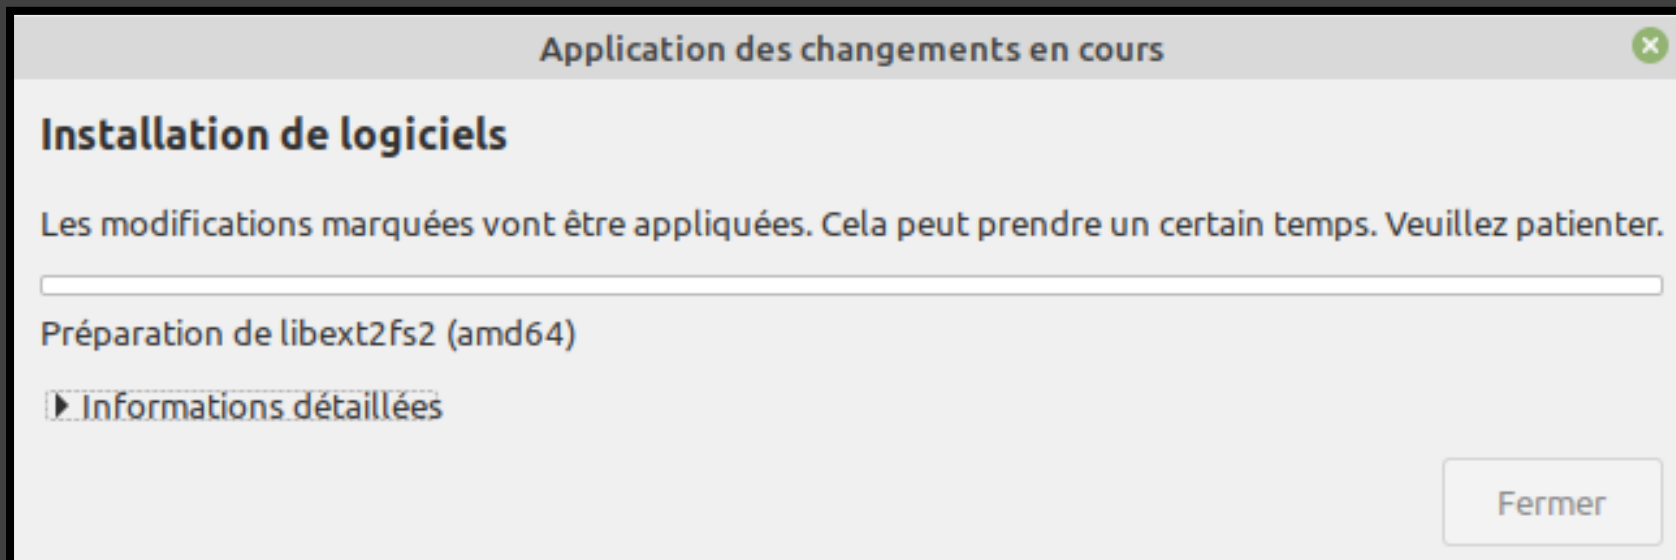 Application des changements en cours
Installation de logiciels
Les modifications marquées vont être appliquées. Cela peut prendre un certain temps. Veuillez patienter.
Préparation de libext2fs2 (amd64)
Informations détaillées
Fermer